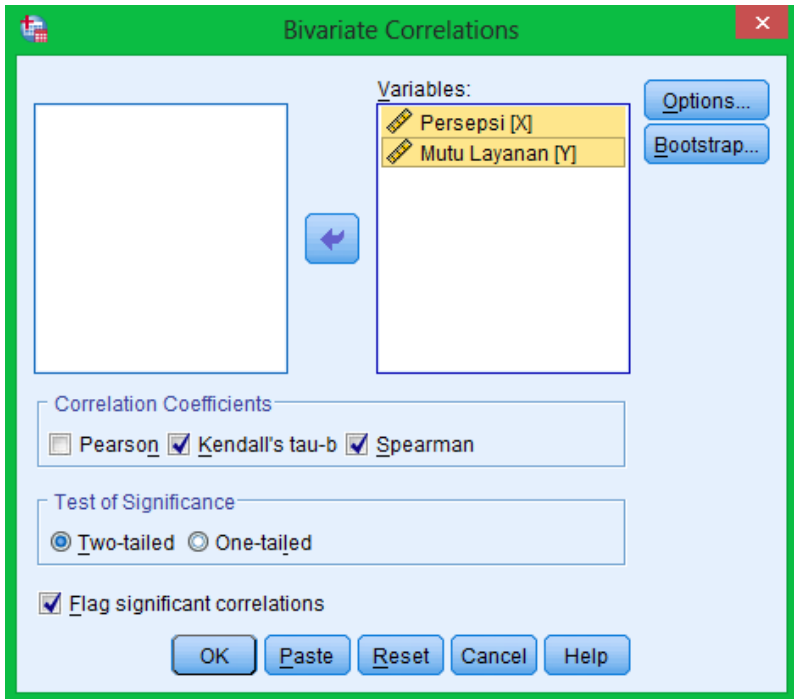 Bivariate Correlations
Variables:
Persepsi [X]
Mutu Layanan [Y]
Options...
Bootstrap...
Correlation Coefficients
Pearson Kendall's tau-b Spearman
Test of Significance
Two-tailed One-tailed
Flag significant correlations
OK Paste Reset Cancel Help